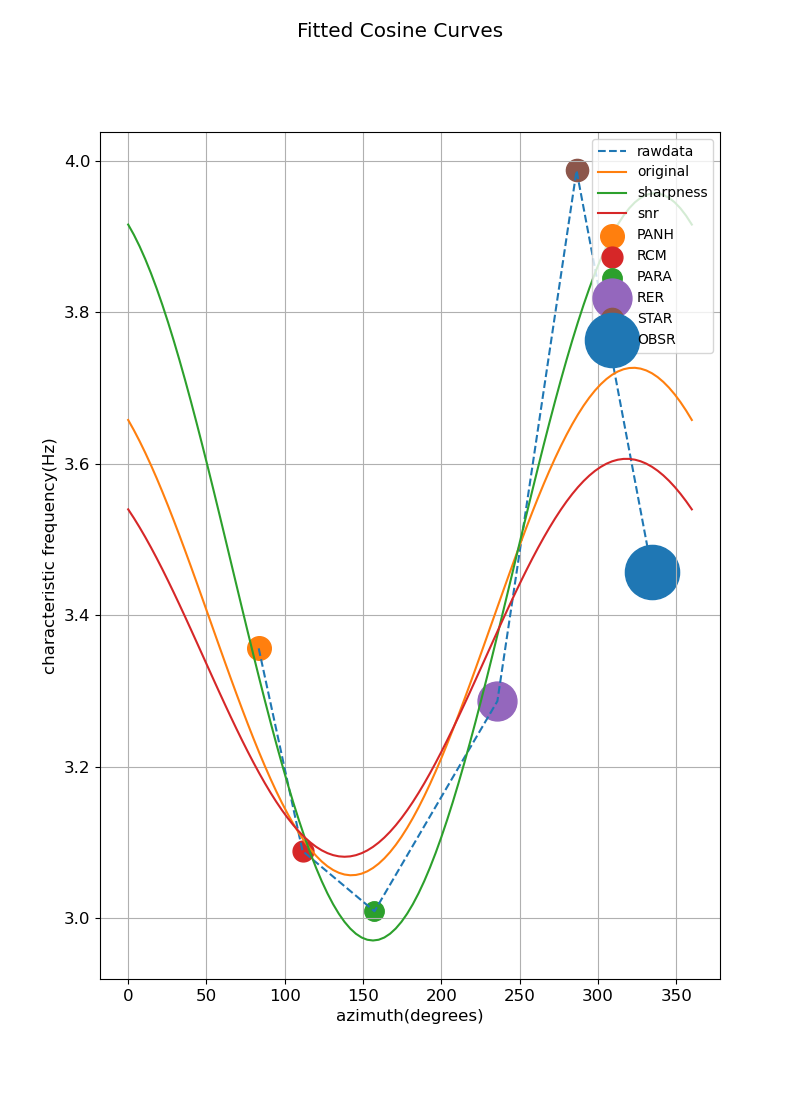 Fitted Cosine Curves
characteristic frequency(Hz)
4.0
3.8
3.6
3.4
3.2
3.0
rawdata
original
sharpness
snr
PANH
RCM
PARA
RER
STAR
OBSR
0 50 100 150 200 250 300 350
azimuth(degrees)